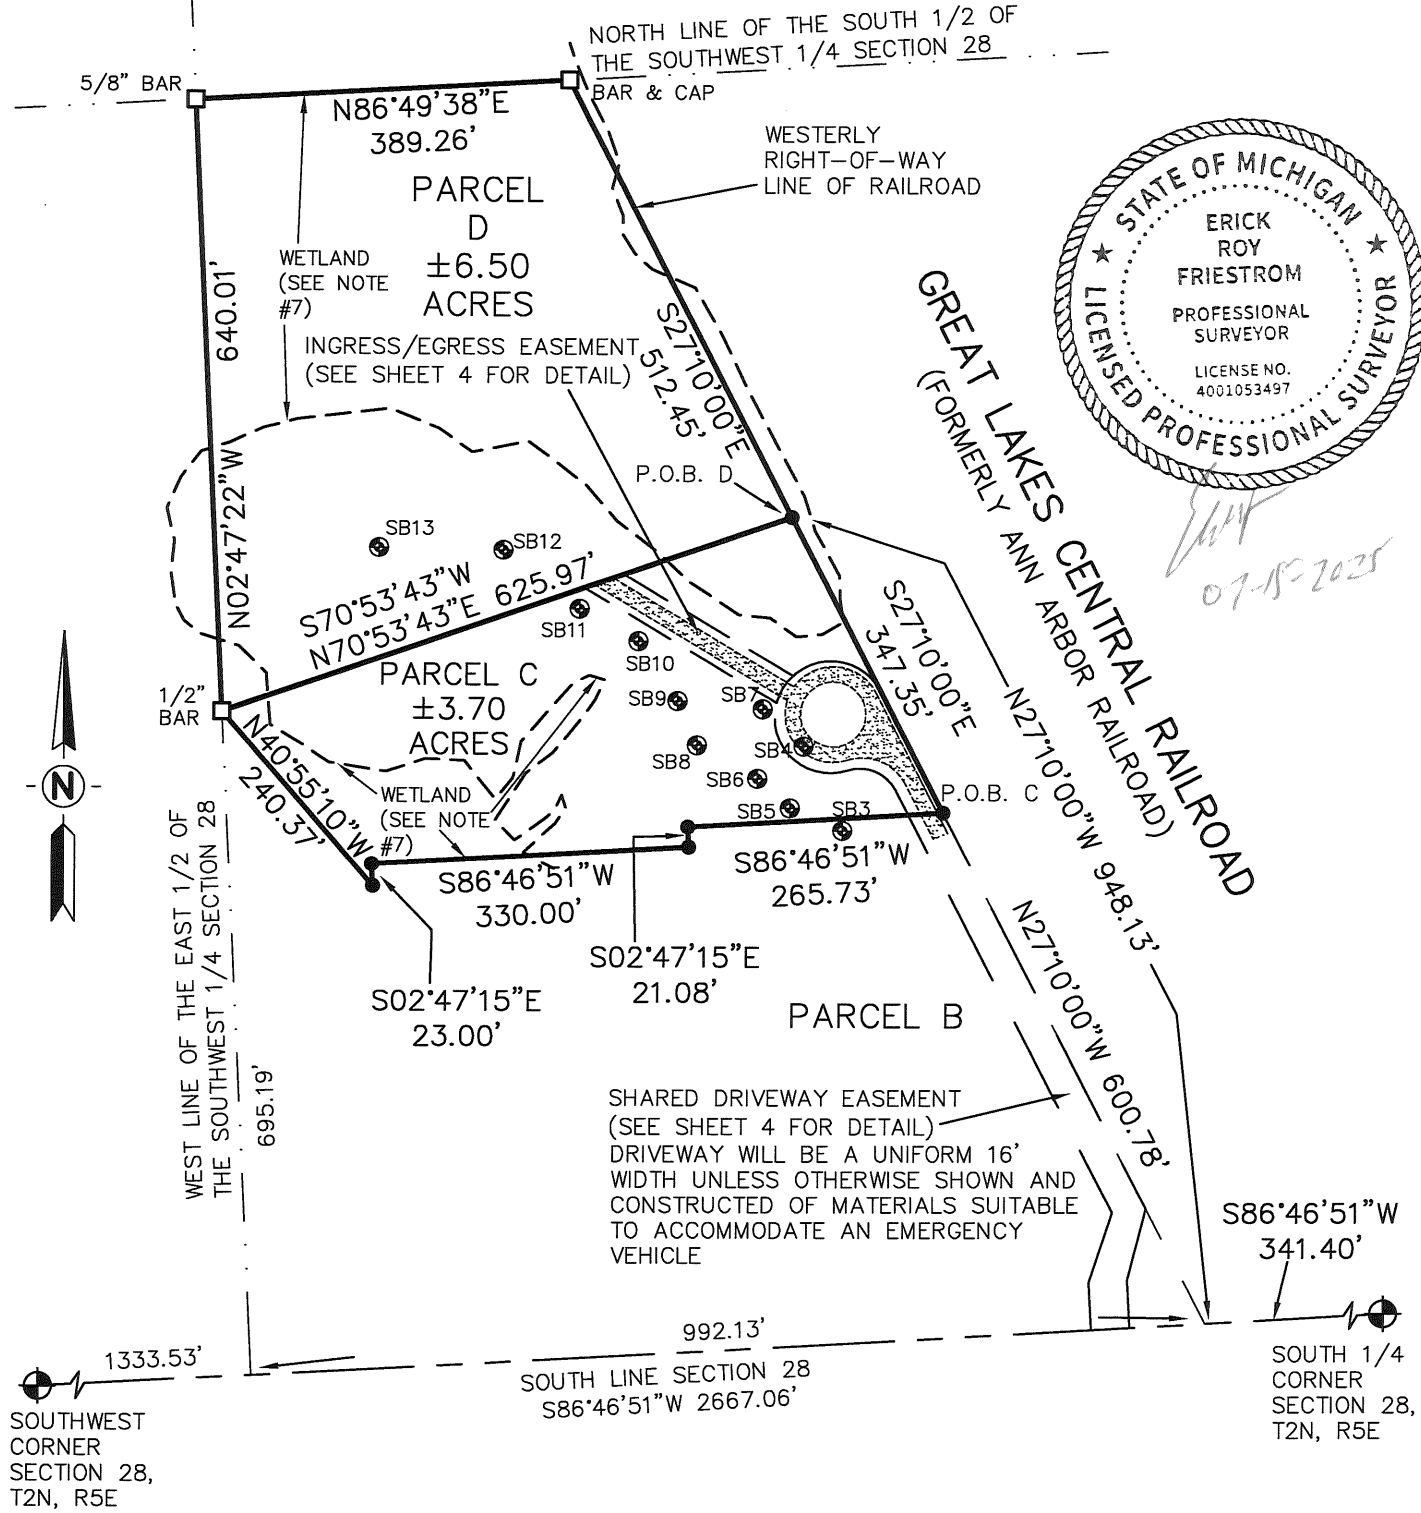 NORTH LINE OF THE SOUTH 1/2 OF
THE SOUTHWEST 1/4 SECTION 28
5/8" BAR
BAR & CAP
N86°49'38"E
389.26'
WESTERLY
RIGHT-OF-WAY
LINE OF RAILROAD
PARCEL
D
±6.50
ACRES
WETLAND
(SEE NOTE
#7)
640.01'
N02°47'22"W
INGRESS/EGRESS EASEMENT
(SEE SHEET 4 FOR DETAIL)
S27°10'00"E
512.45'
P.O.B. D
STATE OF MICHIGAN
LICENSED PROFESSIONAL SURVEYOR
ERICK
ROY
FRIESTROM
PROFESSIONAL
SURVEYOR
LICENSE NO.
4001053497
07-15-2025
GREAT LAKES CENTRAL RAILROAD
(FORMERLY ANN ARBOR RAILROAD)
SB13
SB12
S70°53'43"W
N70°53'43"E 625.97'
SB11
SB10
SB9
SB7
SB8
SB4
SB6
SB5
SB3
S27°10'00"E
347.35'
PARCEL C
±3.70
ACRES
1/2"
BAR
N40°55'10"W
240.37'
WETLAND
(SEE NOTE
#7)
P.O.B. C
N27°10'00"W 948.13'
N27°10'00"W 600.78'
S86°46'51"W
330.00'
S86°46'51"W
265.73'
S02°47'15"E
21.08'
S02°47'15"E
23.00'
N
PARCEL B
WEST LINE OF THE EAST 1/2 OF
THE SOUTHWEST 1/4 SECTION 28
695.19'
SHARED DRIVEWAY EASEMENT
(SEE SHEET 4 FOR DETAIL)
DRIVEWAY WILL BE A UNIFORM 16'
WIDTH UNLESS OTHERWISE SHOWN AND
CONSTRUCTED OF MATERIALS SUITABLE
TO ACCOMMODATE AN EMERGENCY
VEHICLE
S86°46'51"W
341.40'
1333.53'
992.13'
SOUTH LINE SECTION 28
S86°46'51"W 2667.06'
SOUTHWEST
CORNER
SECTION 28,
T2N, R5E
SOUTH 1/4
CORNER
SECTION 28,
T2N, R5E